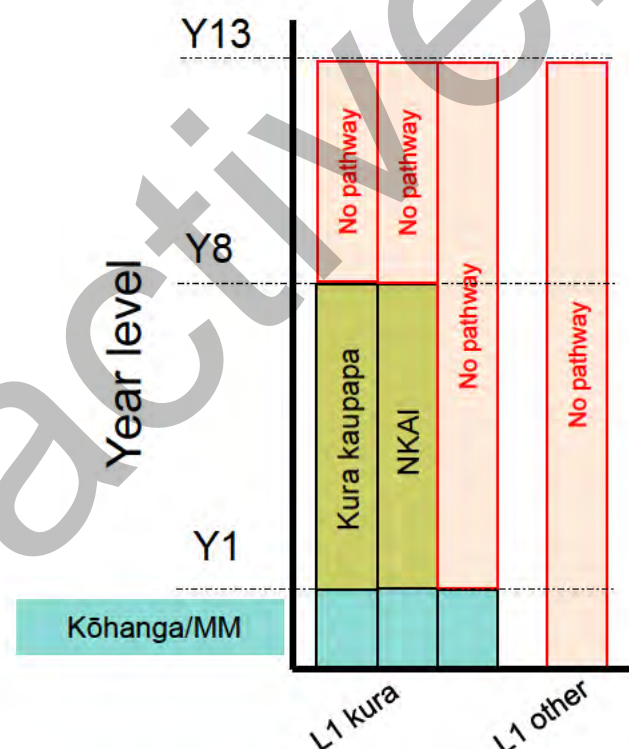 Y13
No pathway
No pathway
Y8
Year level
No pathway
No pathway
Kura kaupapa
NKAI
Y1
Kōhanga/MM
L1 kura
L1 other